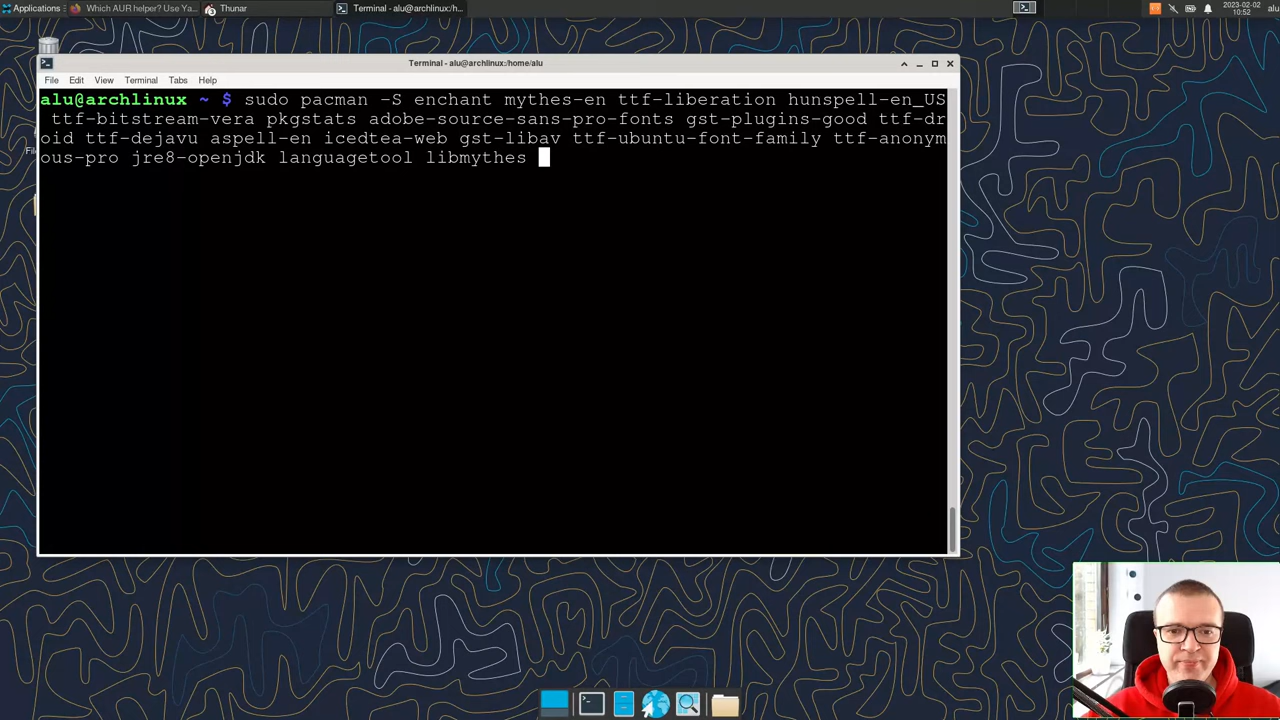 Applications
Which AUR helper? Use Ya...
Thunar
Terminal - alu@archlinux:/h...
2023-02-02
10:52
alu
Terminal - alu@archlinux:/home/alu
File Edit View Terminal Tabs Help
alu@archlinux ~ $ sudo pacman -S enchant mythes-en ttf-liberation hunspell-en_US
ttf-bitstream-vera pkgstats adobe-source-sans-pro-fonts gst-plugins-good ttf-dr
oid ttf-dejavu aspell-en icedtea-web gst-libav ttf-ubuntu-font-family ttf-anonym
ous-pro jre8-openjdk languagetool libmythes